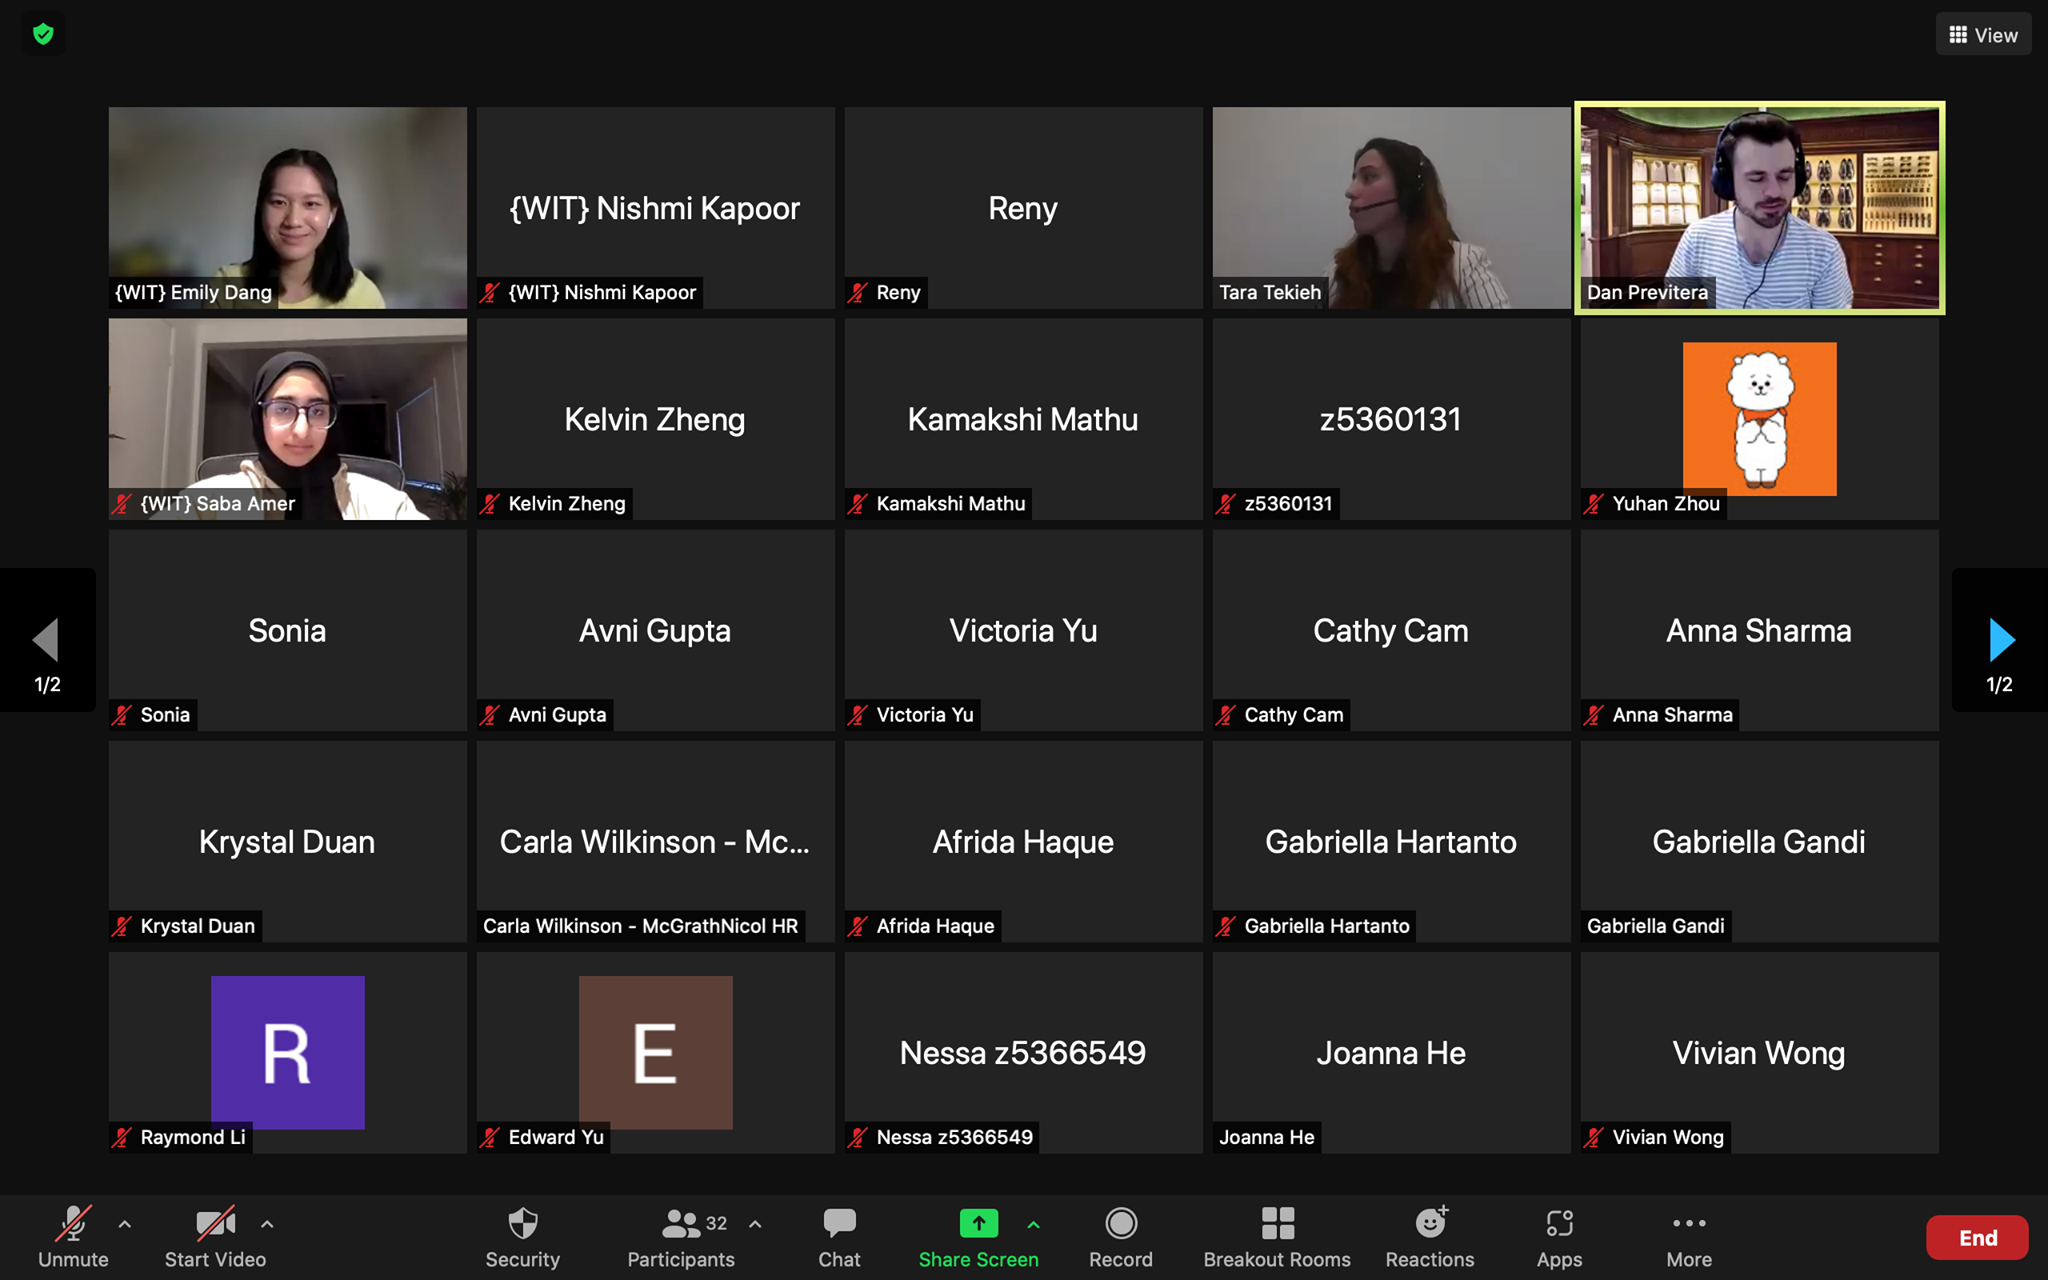 View
{WIT} Emily Dang
{WIT} Nishmi Kapoor
{WIT} Nishmi Kapoor
Reny
Reny
Tara Tekieh
Dan Previtera
{WIT} Saba Amer
Kelvin Zheng
Kelvin Zheng
Kamakshi Mathu
Kamakshi Mathu
z5360131
z5360131
Yuhan Zhou
Sonia
Sonia
Avni Gupta
Avni Gupta
Victoria Yu
Victoria Yu
Cathy Cam
Cathy Cam
Anna Sharma
Anna Sharma
1/2
1/2
Krystal Duan
Krystal Duan
Carla Wilkinson - Mc...
Carla Wilkinson - McGrathNicol HR
Afrida Haque
Afrida Haque
Gabriella Hartanto
Gabriella Hartanto
Gabriella Gandi
Gabriella Gandi
R
Raymond Li
E
Edward Yu
Nessa z5366549
Nessa z5366549
Joanna He
Joanna He
Vivian Wong
Vivian Wong
Unmute
Start Video
Security
32
Participants
Chat
Share Screen
Record
Breakout Rooms
Reactions
Apps
More
End